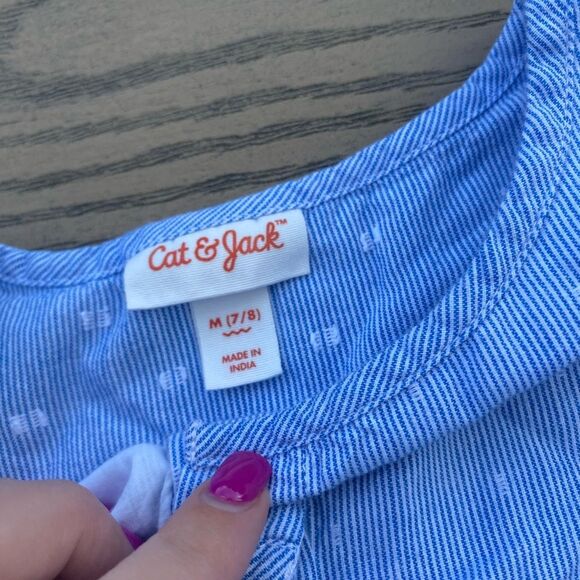 Cat & Jack™
M (7/8)
MADE IN
INDIA